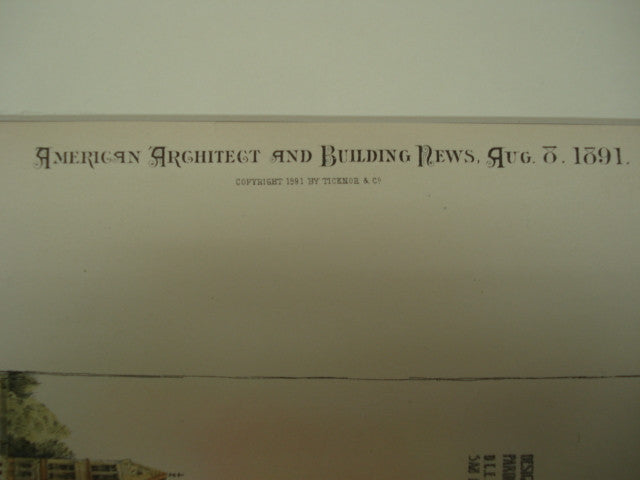 American Architect and Building News, Aug. 8. 1891.
COPYRIGHT 1891 BY TICKNOR & Co